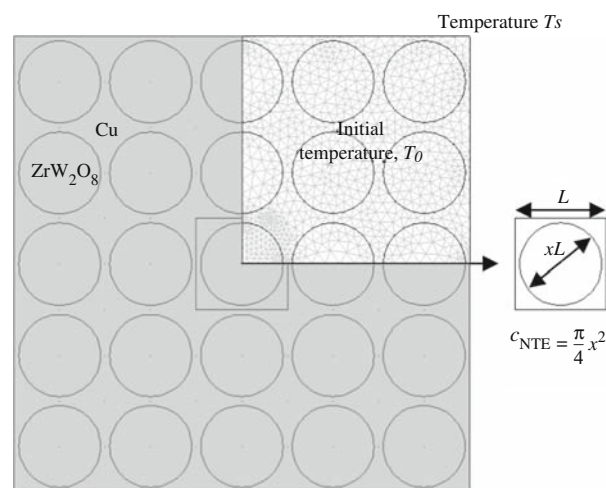 Temperature Ts
Cu
Initial
temperature, T0
ZrW2O8
L
xL
cNTE = π/4 x²